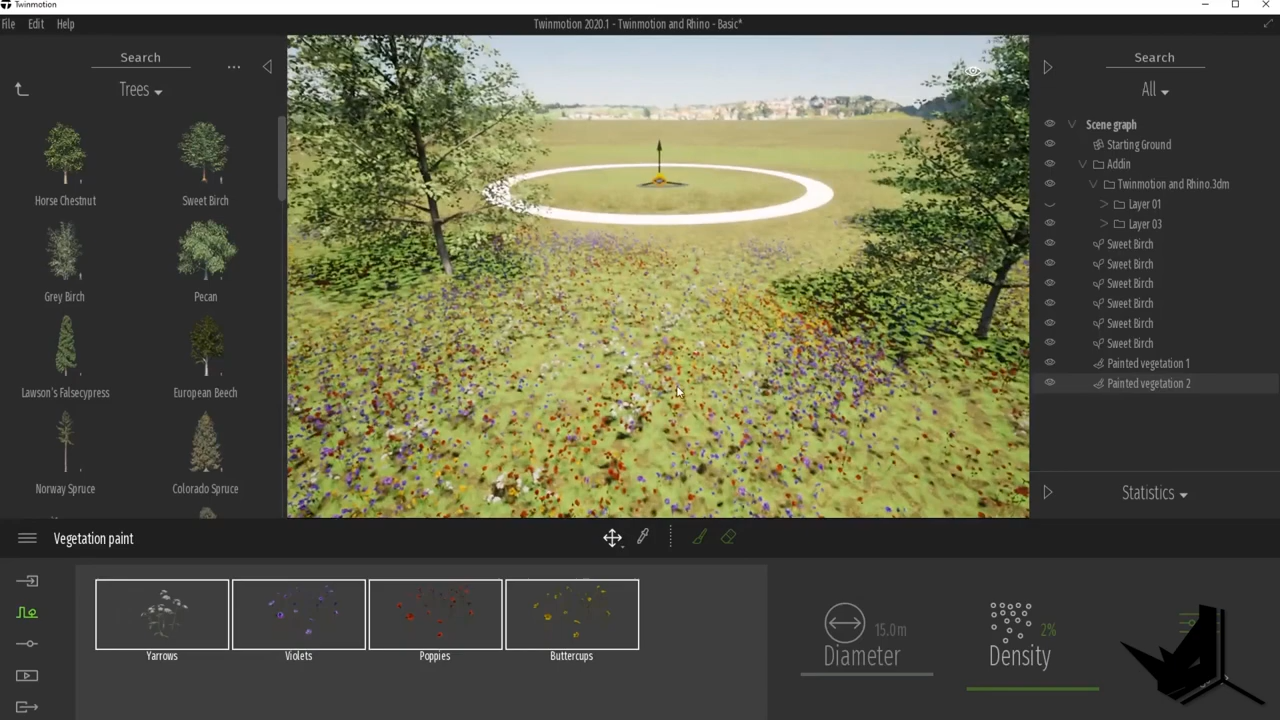 Twinmotion
File Edit Help
Twinmotion 2020.1 - Twinmotion and Rhino - Basic*
Search
...
Trees
Horse Chestnut
Sweet Birch
Grey Birch
Pecan
Lawson's Falsecypress
European Beech
Norway Spruce
Colorado Spruce
Search
All
Scene graph
Starting Ground
Addin
Twinmotion and Rhino.3dm
Layer 01
Layer 03
Sweet Birch
Sweet Birch
Sweet Birch
Sweet Birch
Sweet Birch
Sweet Birch
Painted vegetation 1
Painted vegetation 2
Statistics
Vegetation paint
Yarrows
Violets
Poppies
Buttercups
15.0m
Diameter
2%
Density